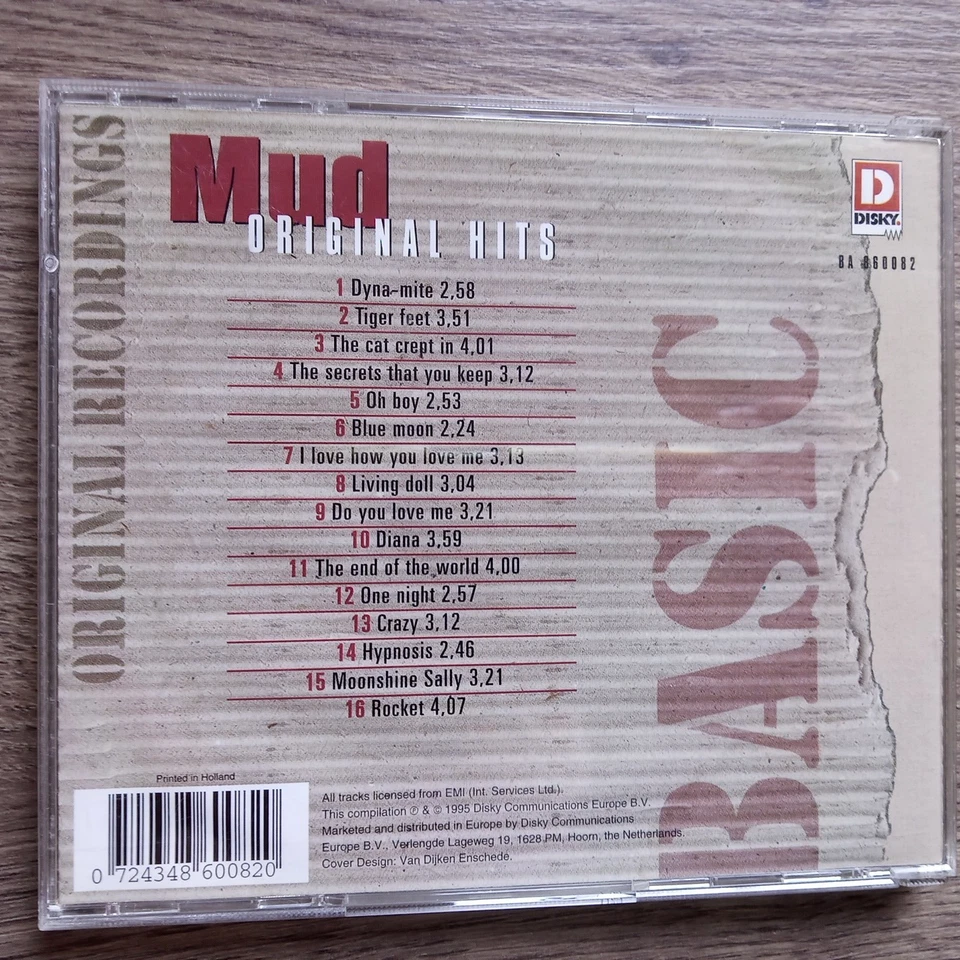 ORIGINAL RECORDINGS
Mud
ORIGINAL HITS
D
DISKY.
BA 860082
1 Dyna-mite 2,58
2 Tiger feet 3,51
3 The cat crept in 4,01
4 The secrets that you keep 3,12
5 Oh boy 2,53
6 Blue moon 2,24
7 I love how you love me 3,13
8 Living doll 3,04
9 Do you love me 3,21
10 Diana 3,59
11 The end of the world 4,00
12 One night 2,57
13 Crazy 3,12
14 Hypnosis 2,46
15 Moonshine Sally 3,21
16 Rocket 4,07
BASIC
Printed in Holland
0 724348 600820
All tracks licensed from EMI (Int. Services Ltd.).
This compilation ℗ & © 1995 Disky Communications Europe B.V.
Marketed and distributed in Europe by Disky Communications
Europe B.V., Verlengde Lageweg 19, 1628 PM, Hoorn, the Netherlands.
Cover Design: Van Dijken Enschede.